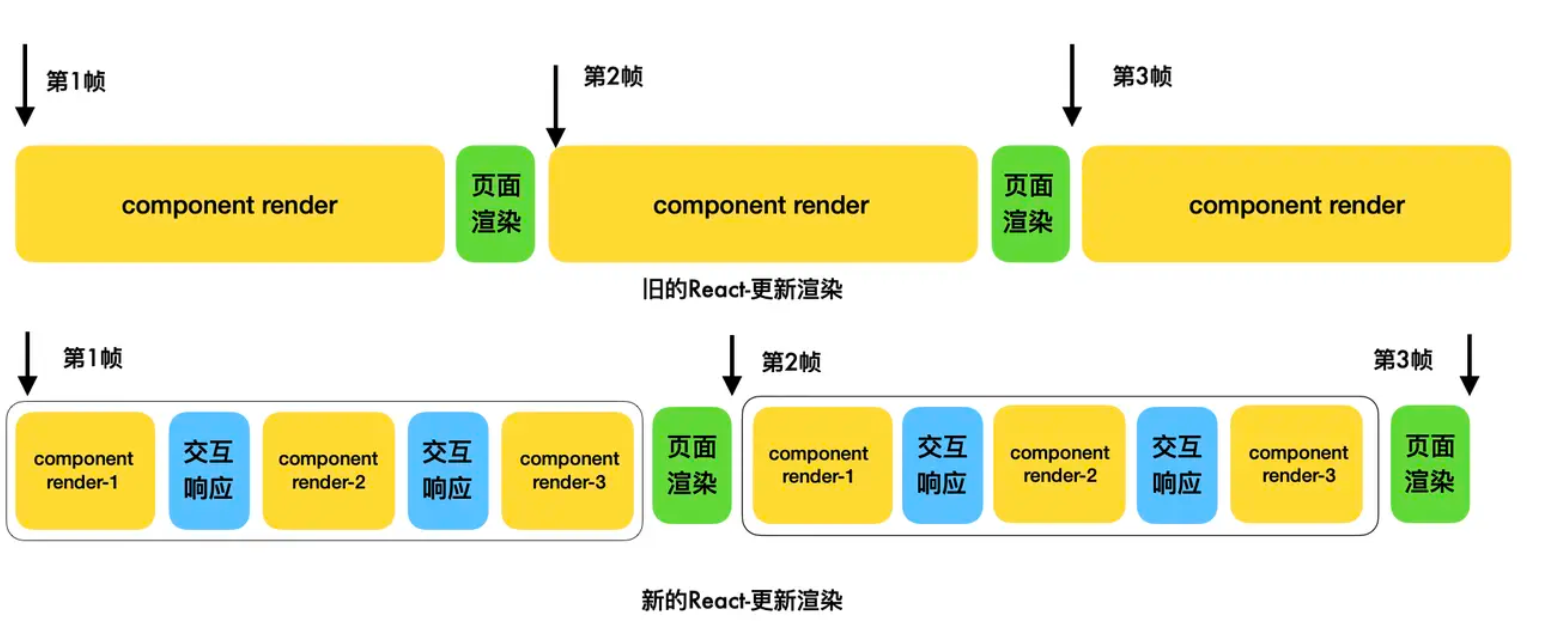 第1帧
第2帧
第3帧
component render
页面
渲染
component render
页面
渲染
component render
旧的React-更新渲染
第1帧
第2帧
第3帧
component
render-1
交互
响应
component
render-2
交互
响应
component
render-3
页面
渲染
component
render-1
交互
响应
component
render-2
交互
响应
component
render-3
页面
渲染
新的React-更新渲染